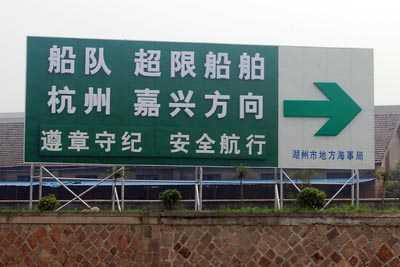 船队 超限船舶
杭州 嘉兴方向
遵章守纪 安全航行
湖州市地方海事局